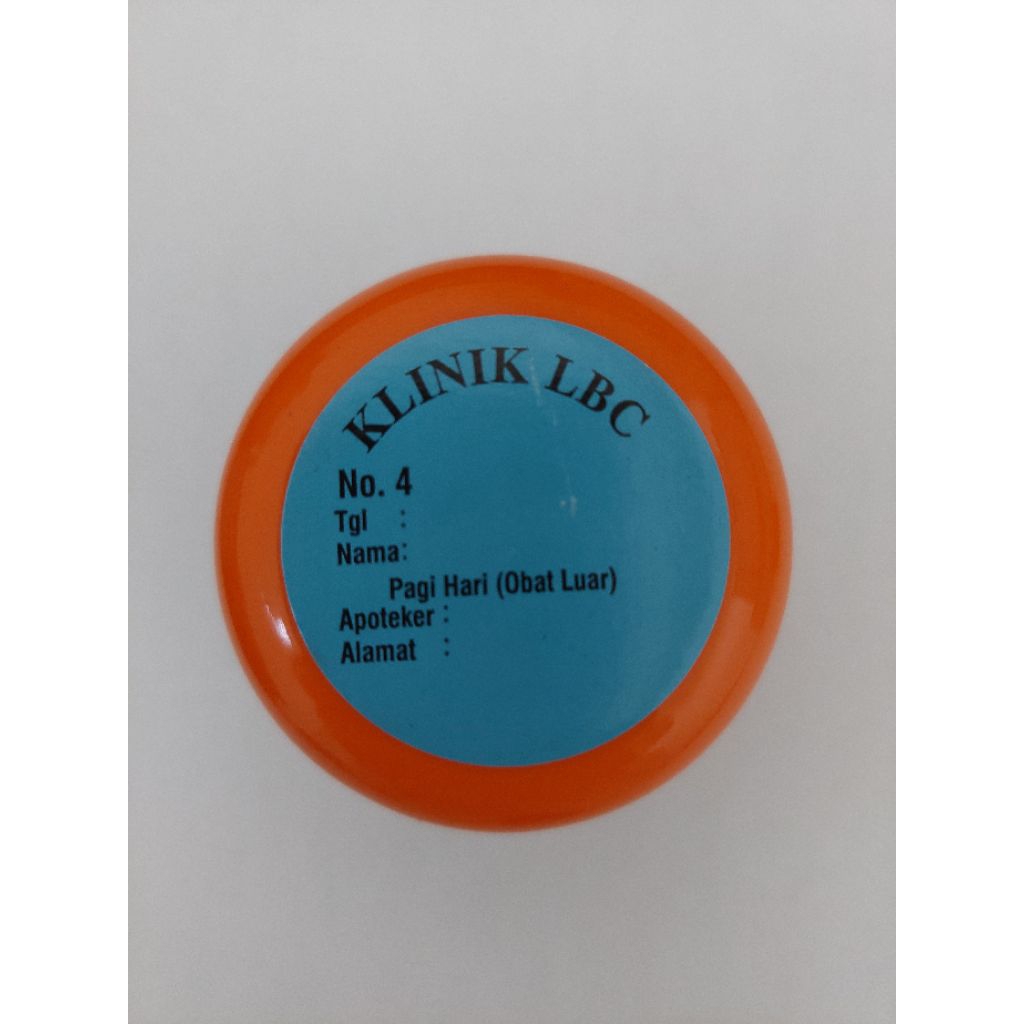 KLINIK LBC
No. 4
Tgl :
Nama:
Pagi Hari (Obat Luar)
Apoteker :
Alamat :